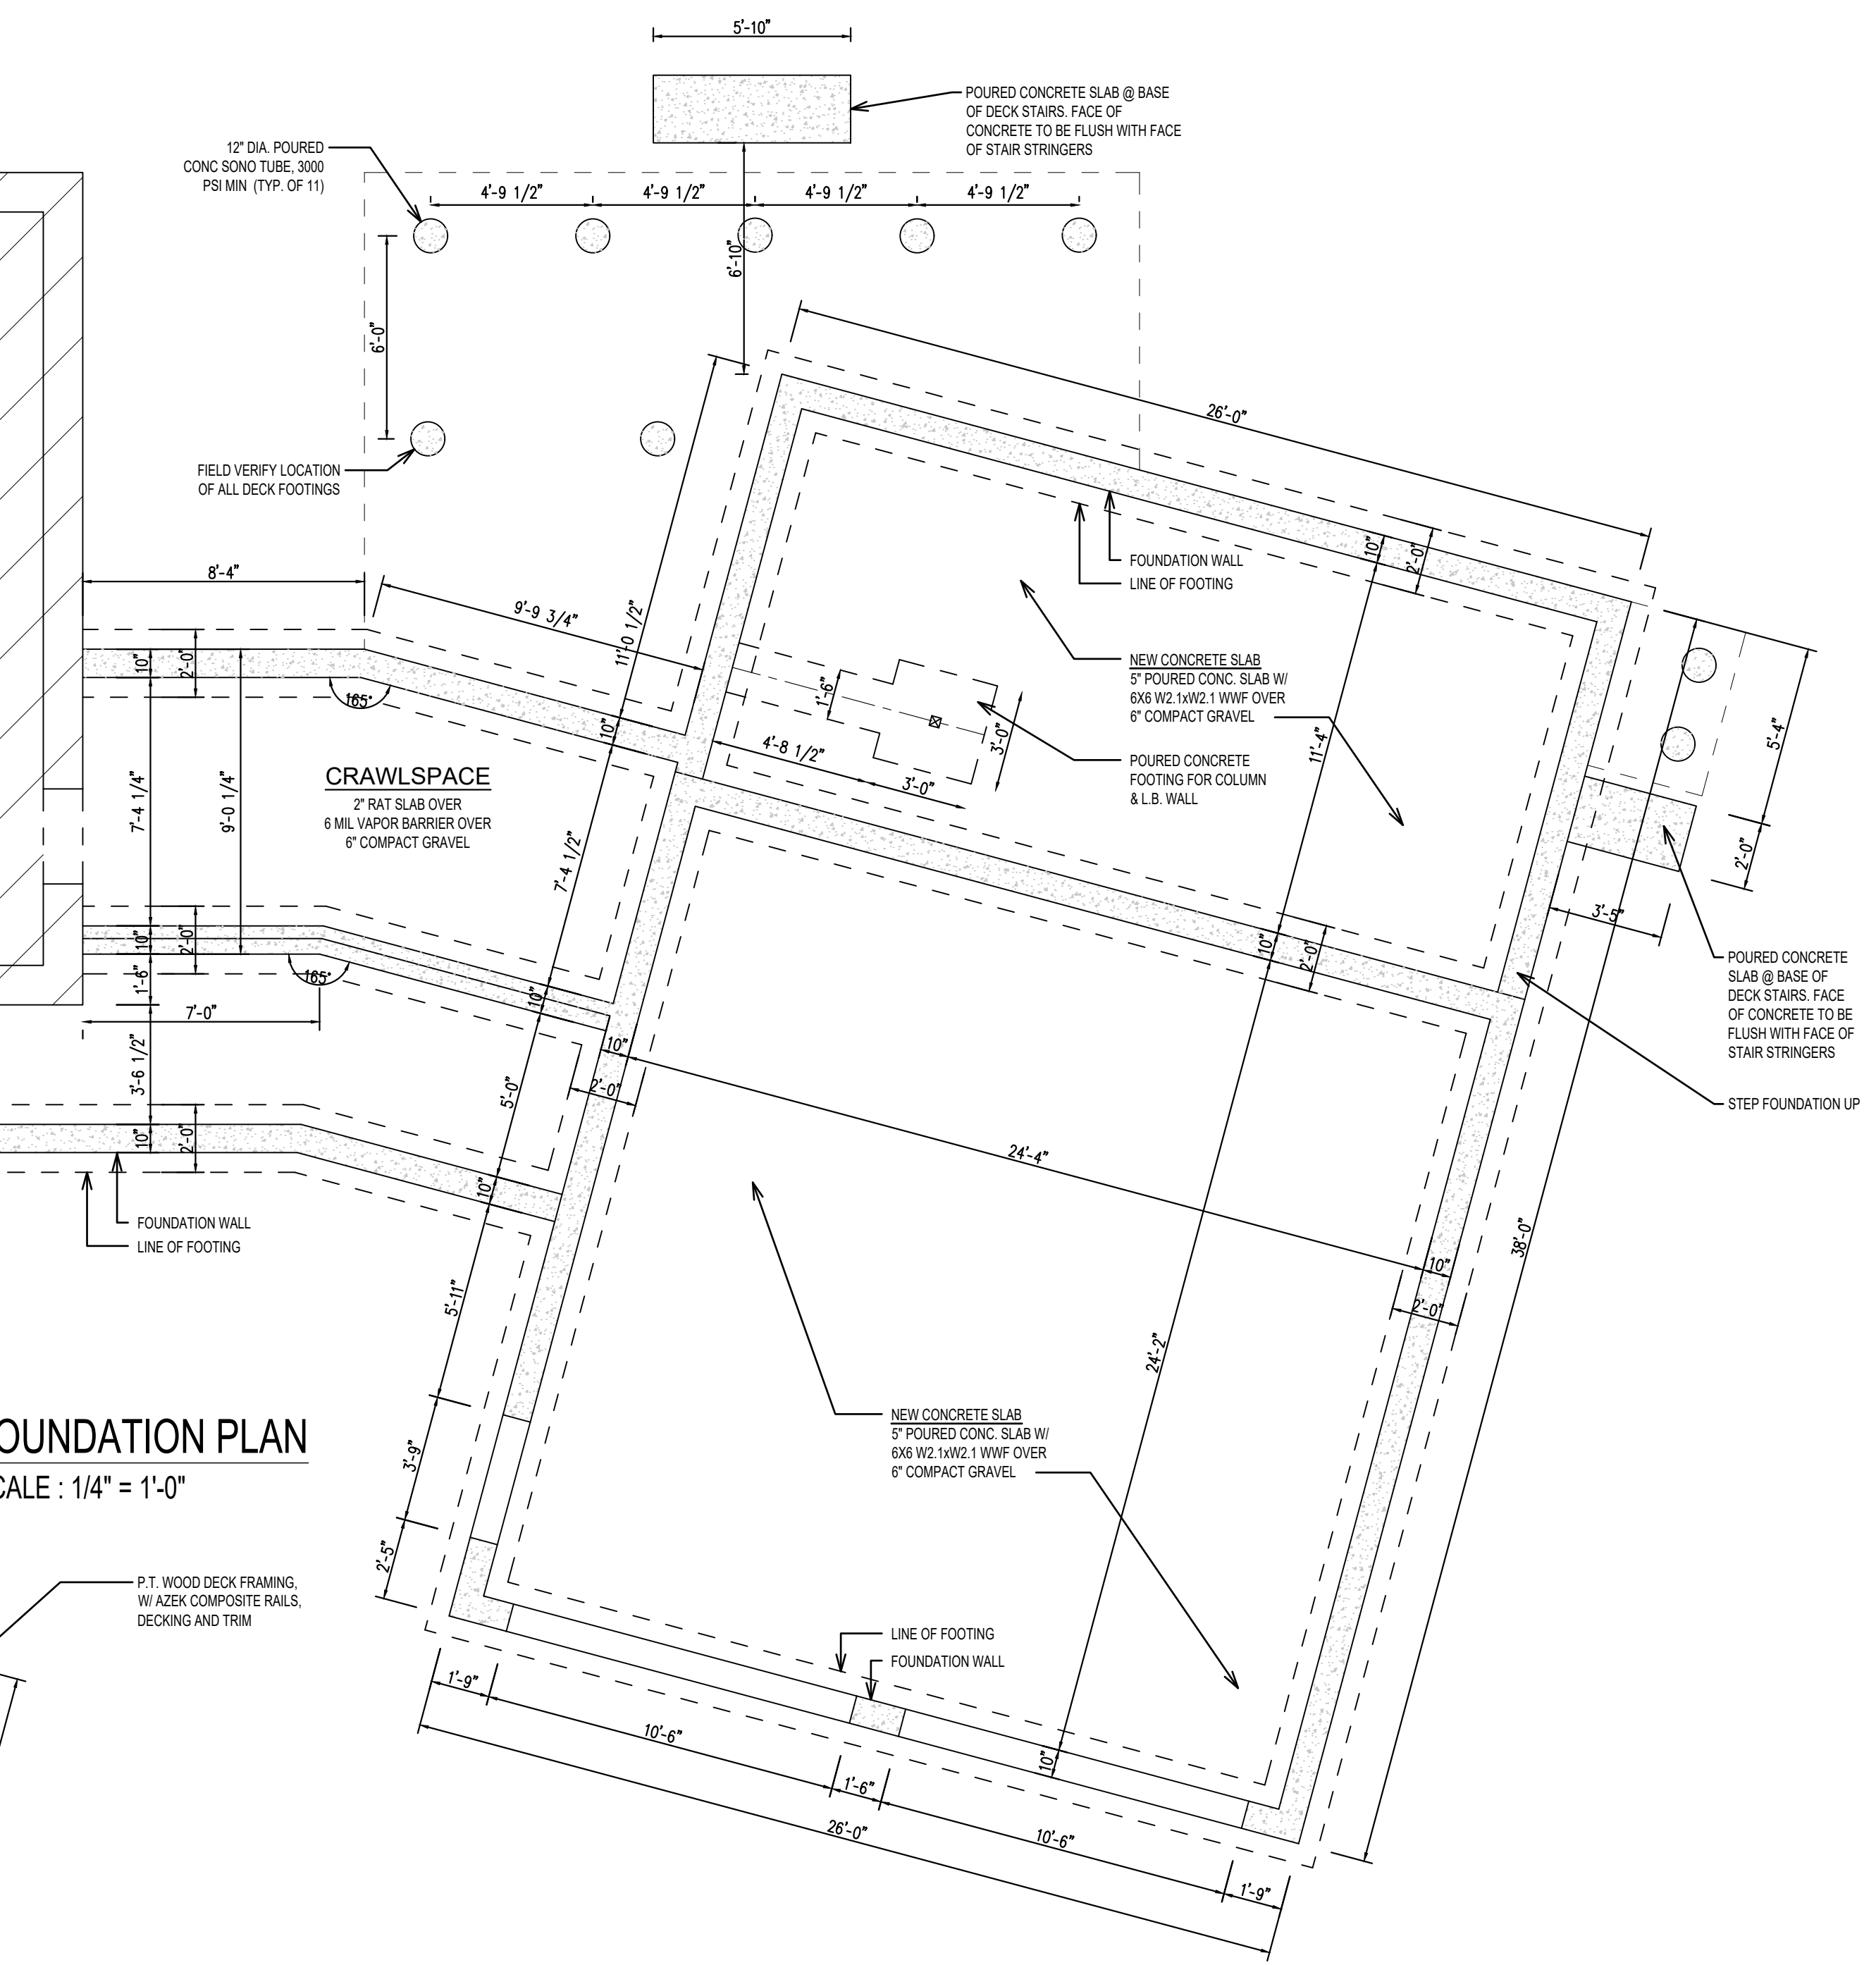 5'-10"
POURED CONCRETE SLAB @ BASE
OF DECK STAIRS. FACE OF
CONCRETE TO BE FLUSH WITH FACE
OF STAIR STRINGERS
12" DIA. POURED
CONC SONO TUBE, 3000
PSI MIN (TYP. OF 11)
4'-9 1/2"
4'-9 1/2"
4'-9 1/2"
4'-9 1/2"
6'-10"
6'-0"
FIELD VERIFY LOCATION
OF ALL DECK FOOTINGS
26'-0"
FOUNDATION WALL
LINE OF FOOTING
10"
2'-0"
8'-4"
9'-9 3/4"
11'-0 1/2"
10"
2'-0"
165°
10"
1'-6"
NEW CONCRETE SLAB
5" POURED CONC. SLAB W/
6X6 W2.1xW2.1 WWF OVER
6" COMPACT GRAVEL
11'-4"
5'-4"
4'-8 1/2"
3'-0"
3'-0"
POURED CONCRETE
FOOTING FOR COLUMN
& L.B. WALL
CRAWLSPACE
2" RAT SLAB OVER
6 MIL VAPOR BARRIER OVER
6" COMPACT GRAVEL
7'-4 1/4"
9'-0 1/4"
7'-4 1/2"
2'-0"
3'-5"
10"
2'-0"
10"
2'-0"
165°
1'-6"
10"
7'-0"
POURED CONCRETE
SLAB @ BASE OF
DECK STAIRS. FACE
OF CONCRETE TO BE
FLUSH WITH FACE OF
STAIR STRINGERS
10"
2'-0"
3'-6 1/2"
5'-0"
STEP FOUNDATION UP
10"
2'-0"
24'-4"
10"
FOUNDATION WALL
LINE OF FOOTING
38'-0"
10"
2'-0"
5'-11"
24'-2"
OUNDATION PLAN
CALE : 1/4" = 1'-0"
3'-9"
NEW CONCRETE SLAB
5" POURED CONC. SLAB W/
6X6 W2.1xW2.1 WWF OVER
6" COMPACT GRAVEL
2'-5"
P.T. WOOD DECK FRAMING,
W/ AZEK COMPOSITE RAILS,
DECKING AND TRIM
LINE OF FOOTING
FOUNDATION WALL
1'-9"
10'-6"
10"
1'-6"
26'-0"
10'-6"
1'-9"